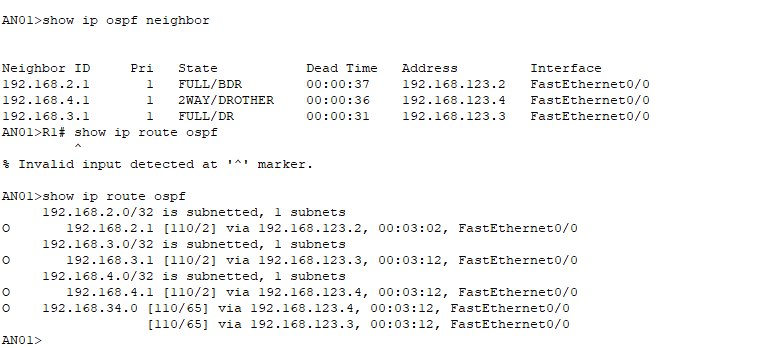 AN01>show ip ospf neighbor
Neighbor ID     Pri   State           Dead Time   Address         Interface
192.168.2.1       1   FULL/BDR        00:00:37    192.168.123.2   FastEthernet0/0
192.168.4.1       1   2WAY/DROTHER    00:00:36    192.168.123.4   FastEthernet0/0
192.168.3.1       1   FULL/DR         00:00:31    192.168.123.3   FastEthernet0/0
AN01>R1# show ip route ospf
         ^
% Invalid input detected at '^' marker.
AN01>show ip route ospf
     192.168.2.0/32 is subnetted, 1 subnets
O       192.168.2.1 [110/2] via 192.168.123.2, 00:03:02, FastEthernet0/0
     192.168.3.0/32 is subnetted, 1 subnets
O       192.168.3.1 [110/2] via 192.168.123.3, 00:03:12, FastEthernet0/0
     192.168.4.0/32 is subnetted, 1 subnets
O       192.168.4.1 [110/2] via 192.168.123.4, 00:03:12, FastEthernet0/0
O    192.168.34.0 [110/65] via 192.168.123.4, 00:03:12, FastEthernet0/0
                  [110/65] via 192.168.123.3, 00:03:12, FastEthernet0/0
AN01>